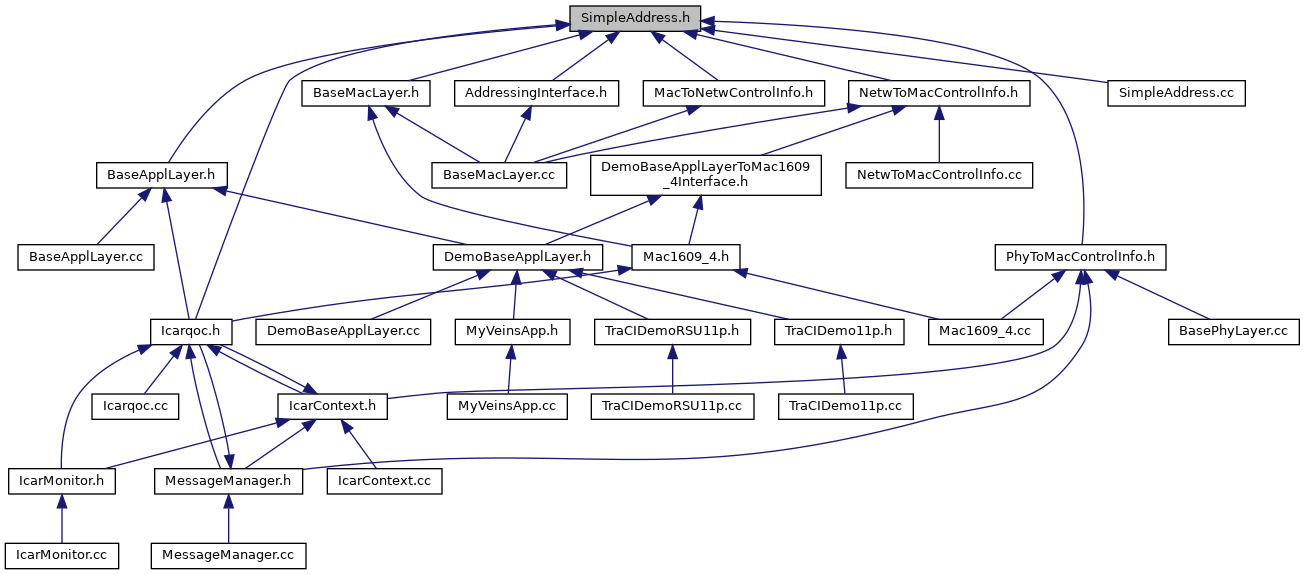 SimpleAddress.h
BaseMacLayer.h
AddressingInterface.h
MacToNetwControlInfo.h
NetwToMacControlInfo.h
SimpleAddress.cc
BaseApplLayer.h
BaseMacLayer.cc
DemoBaseApplLayerToMac1609
_4Interface.h
NetwToMacControlInfo.cc
BaseApplLayer.cc
DemoBaseApplLayer.h
Mac1609_4.h
PhyToMacControlInfo.h
Icarqoc.h
DemoBaseApplLayer.cc
MyVeinsApp.h
TraCIDemoRSU11p.h
TraCIDemo11p.h
Mac1609_4.cc
BasePhyLayer.cc
Icarqoc.cc
IcarContext.h
MyVeinsApp.cc
TraCIDemoRSU11p.cc
TraCIDemo11p.cc
IcarMonitor.h
MessageManager.h
IcarContext.cc
IcarMonitor.cc
MessageManager.cc